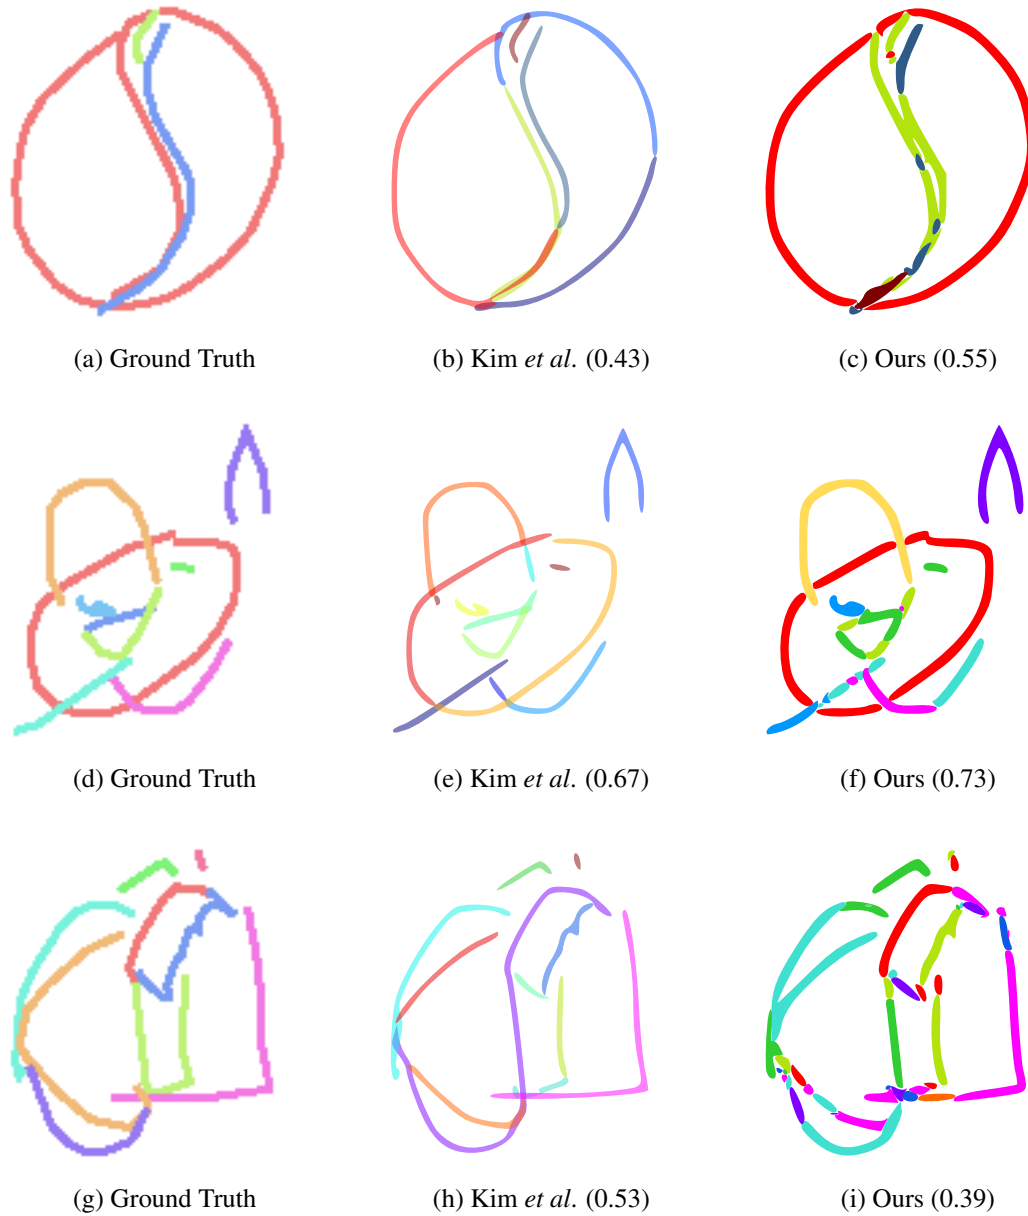 (a) Ground Truth (b) Kim et al. (0.43) (c) Ours (0.55)
(d) Ground Truth (e) Kim et al. (0.67) (f) Ours (0.73)
(g) Ground Truth (h) Kim et al. (0.53) (i) Ours (0.39)